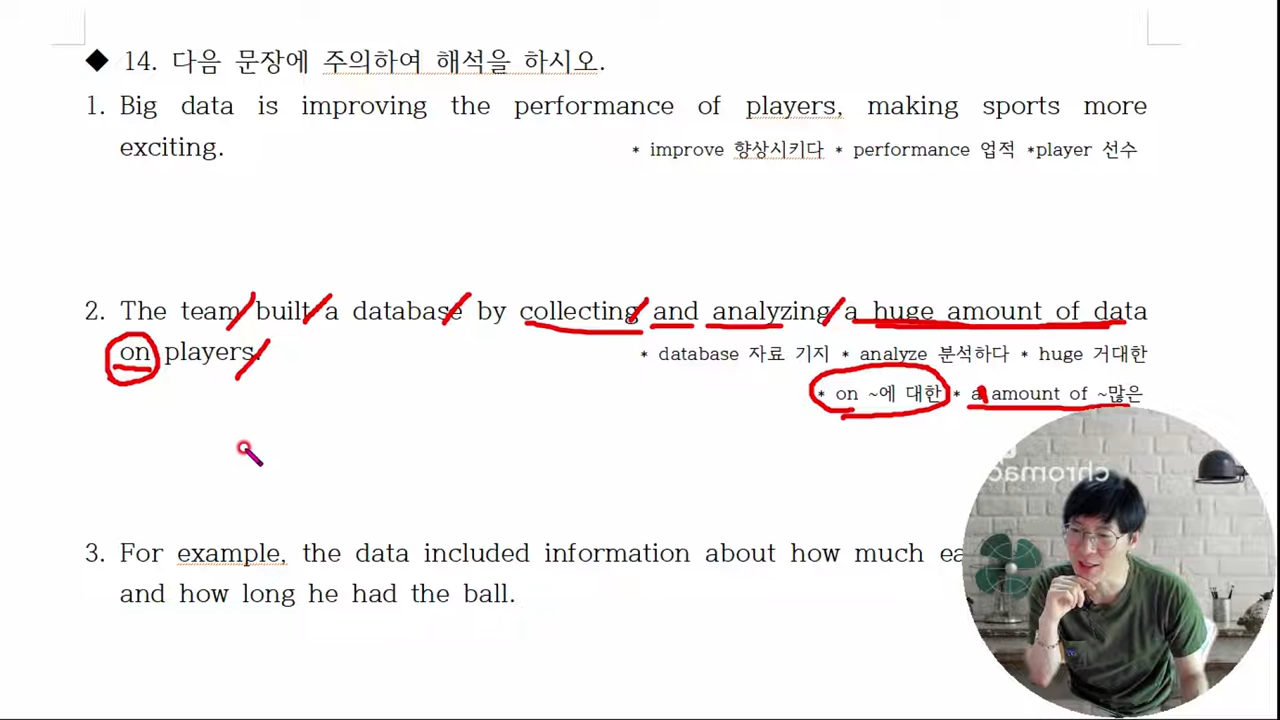 ◆ 14. 다음 문장에 주의하여 해석을 하시오.
1. Big data is improving the performance of players, making sports more
exciting.
* improve 향상시키다 * performance 업적 *player 선수
2. The team built a database by collecting and analyzing a huge amount of data
on players.
* database 자료 기지 * analyze 분석하다 * huge 거대한
* on ~에 대한 * a amount of ~많은
3. For example, the data included information about how much
and how long he had the ball.